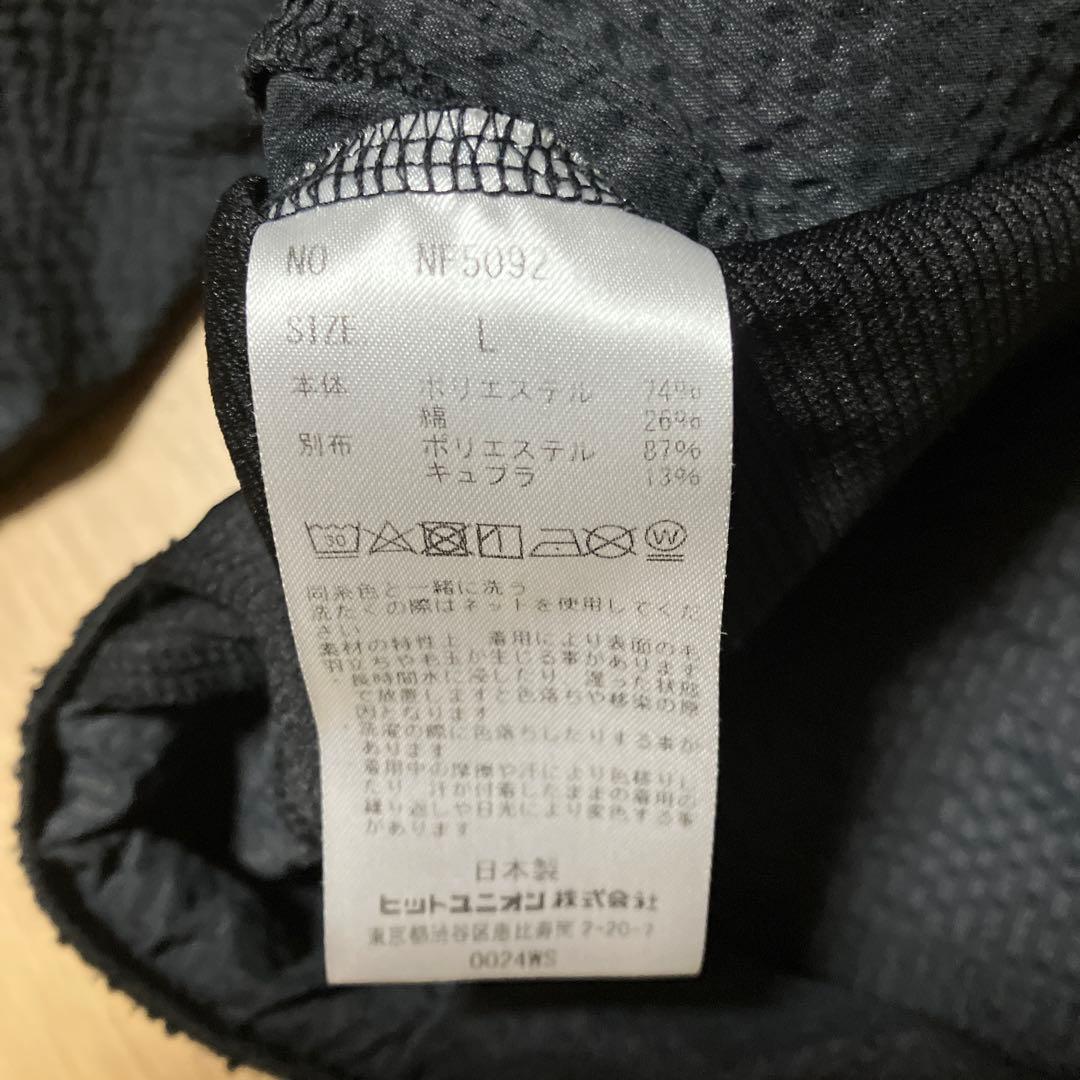 NO NF5092
SIZE L
本体 ポリエステル 74%
綿 26%
別布 ポリエステル 87%
キュプラ 13%
30
W
同系色と一緒に洗う
洗たくの際はネットを使用してくだ
さい
素材の特性上 着用により表面の毛
羽立ちや毛玉が生じる事があります
長時間水に浸したり 湿った状態
で放置しますと色落ちや移染の原
因となります
洗濯の際に色落ちしたりする事が
あります
着用中の摩擦や汗により色移りし
たり 汗が付着したままの着用の
繰り返しや日光により変色する事
があります
日本製
ヒットユニオン株式会社
東京都渋谷区恵比寿南2-20-7
0024WS